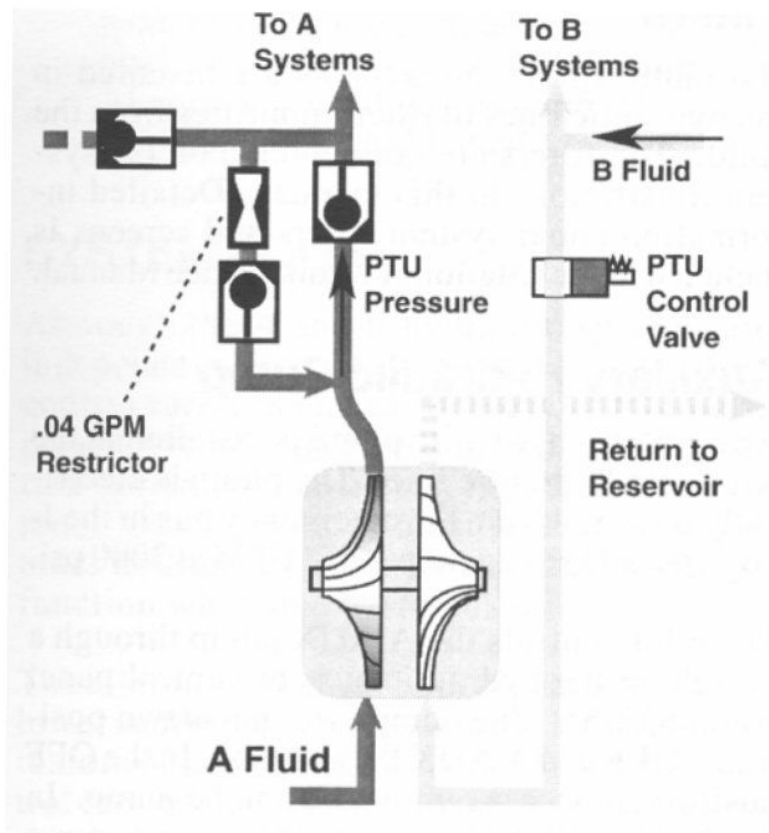 To A
Systems
To B
Systems
B Fluid
PTU
Pressure
PTU
Control
Valve
.04 GPM
Restrictor
Return to
Reservoir
A Fluid